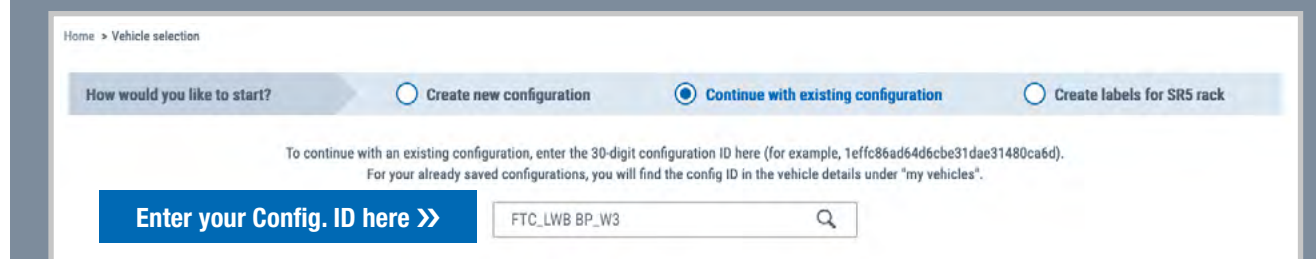 Home > Vehicle selection
How would you like to start?
Create new configuration
Continue with existing configuration
Create labels for SR5 rack
To continue with an existing configuration, enter the 30-digit configuration ID here (for example, 1effc86ad64d6cbe31dae31480ca6d).
For your already saved configurations, you will find the config ID in the vehicle details under "my vehicles".
Enter your Config. ID here »
FTC_LWB BP_W3